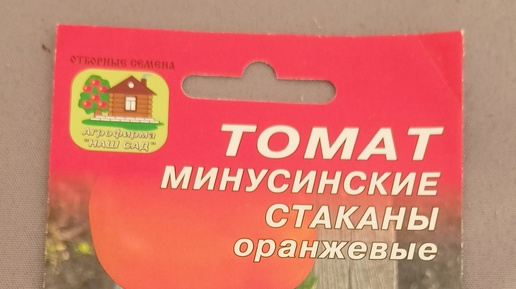 ОТБОРНЫЕ СЕМЕНА
Агрофирма
"НАШ САД"
ТОМАТ
МИНУСИНСКИЕ
СТАКАНЫ
оранжевые